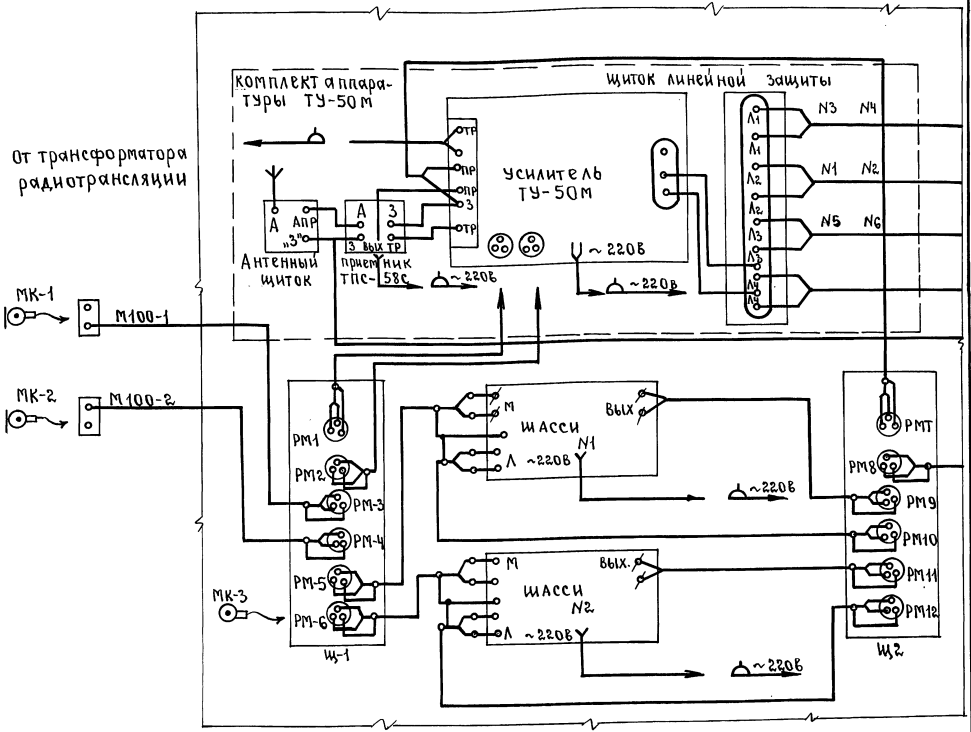 КОМПЛЕКТ АППАРА-
ТУРЫ ТУ-50М
ЩИТОК ЛИНЕЙНОЙ ЗАЩИТЫ
От трансформатора
радиотрансляции
ТР
ПР
ПР
З
ТР
УСИЛИТЕЛЬ
ТУ-50М
~220В
~220В
Л1
Л1
Л2
Л2
Л3
Л3
Л4
Л4
N3 N4
N1 N2
N5 N6
А АПР
„З"
Антенный
щиток
А З
З ВЫХ ТР
ПРИЕМНИК
ТПС-58С
~220В
МК-1
М100-1
МК-2
М100-2
МК-3
РМ1
РМ2
РМ-3
РМ-4
РМ-5
РМ-6
Щ-1
М
ВЫХ
ШАССИ
N1
Л ~220В
~220В
М
ВЫХ.
ШАССИ
N2
Л ~220В
~220В
РМТ
РМ8
РМ9
РМ10
РМ11
РМ12
Щ2